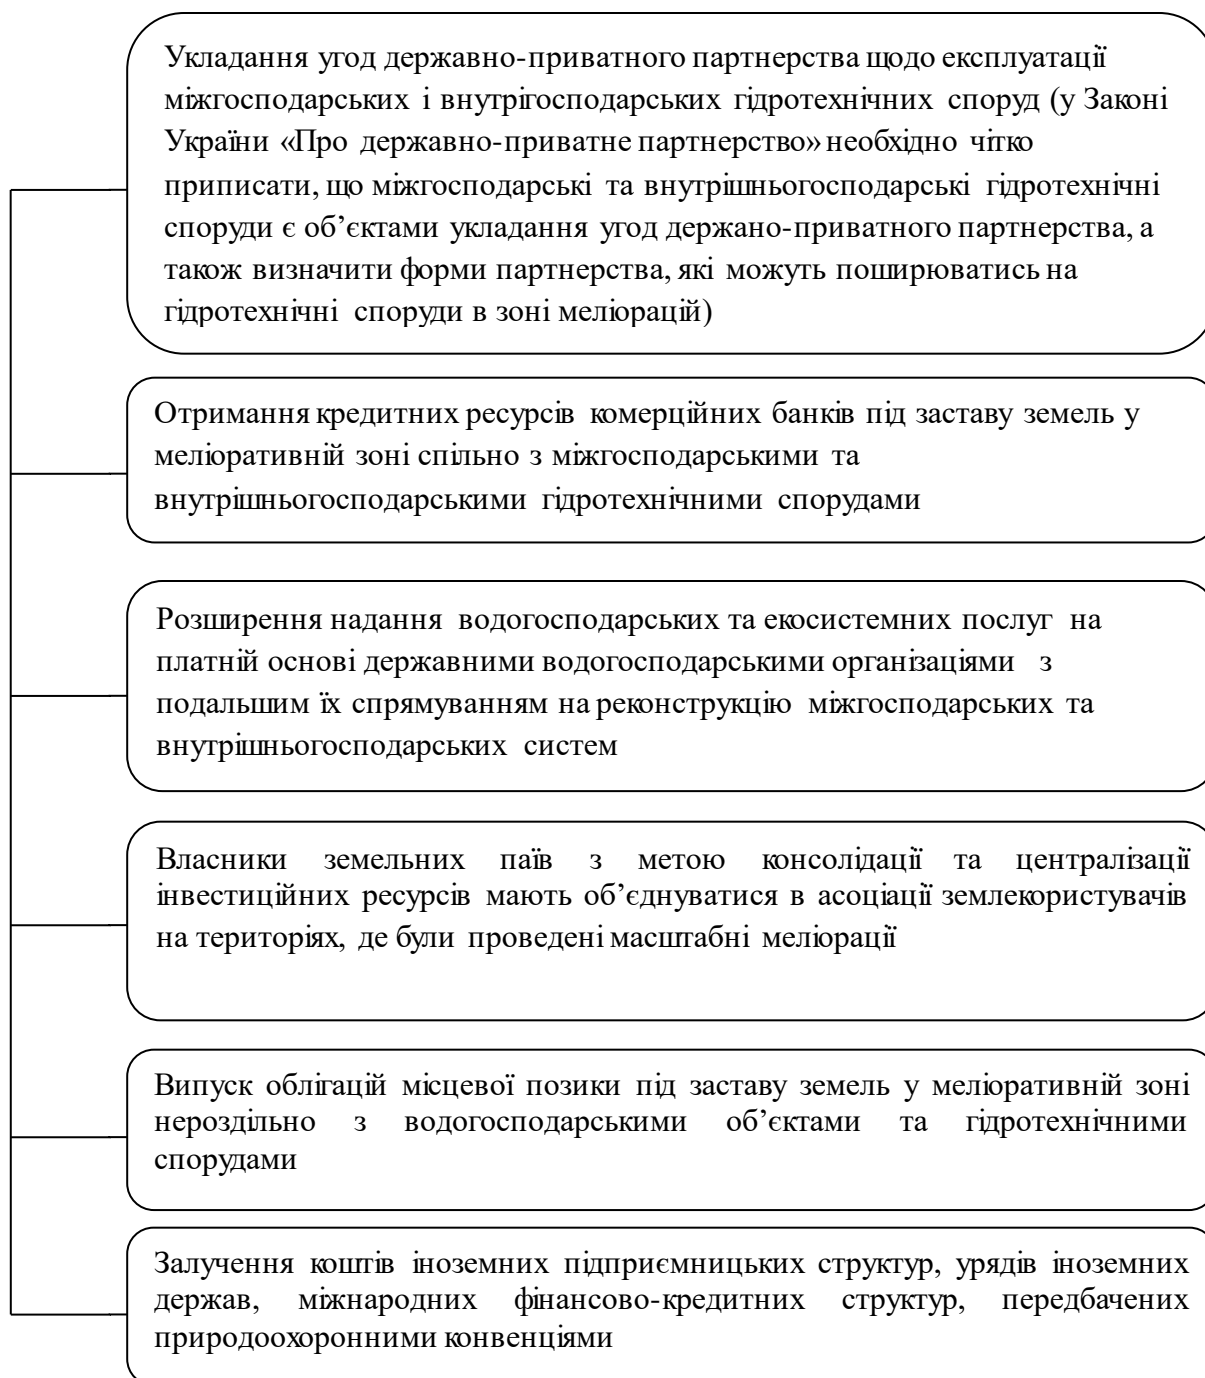 Укладання угод державно-приватного партнерства щодо експлуатації
міжгосподарських і внутрігосподарських гідротехнічних споруд (у Законі
України «Про державно-приватне партнерство» необхідно чітко
приписати, що міжгосподарські та внутрішньогосподарські гідротехнічні
споруди є об’єктами укладання угод держано-приватного партнерства, а
також визначити форми партнерства, які можуть поширюватись на
гідротехнічні споруди в зоні меліорацій)
Отримання кредитних ресурсів комерційних банків під заставу земель у
меліоративній зоні спільно з міжгосподарськими та
внутрішньогосподарськими гідротехнічними спорудами
Розширення надання водогосподарських та екосистемних послуг на
платній основі державними водогосподарськими організаціями з
подальшим їх спрямуванням на реконструкцію міжгосподарських та
внутрішньогосподарських систем
Власники земельних паїв з метою консолідації та централізації
інвестиційних ресурсів мають об’єднуватися в асоціації землекористувачів
на територіях, де були проведені масштабні меліорації
Випуск облігацій місцевої позики під заставу земель у меліоративній зоні
нероздільно з водогосподарськими об’єктами та гідротехнічними
спорудами
Залучення коштів іноземних підприємницьких структур, урядів іноземних
держав, міжнародних фінансово-кредитних структур, передбачених
природоохоронними конвенціями